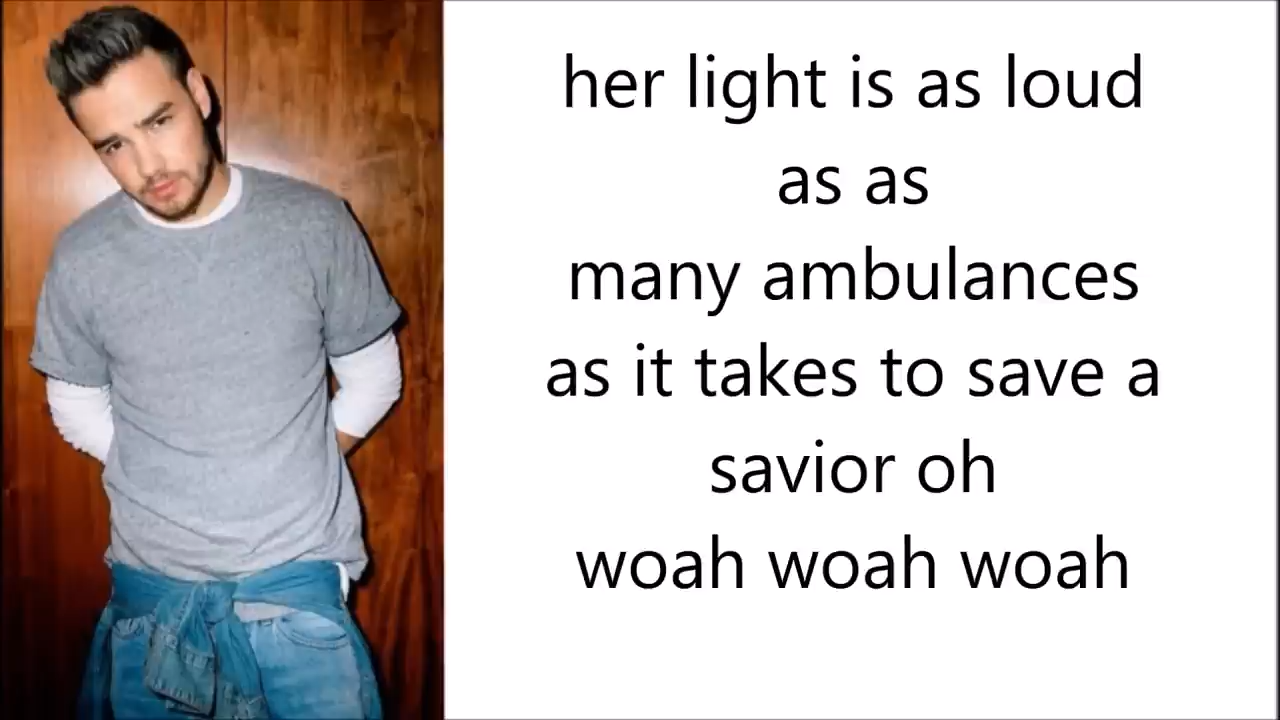 her light is as loud
as as
many ambulances
as it takes to save a
savior oh
woah woah woah